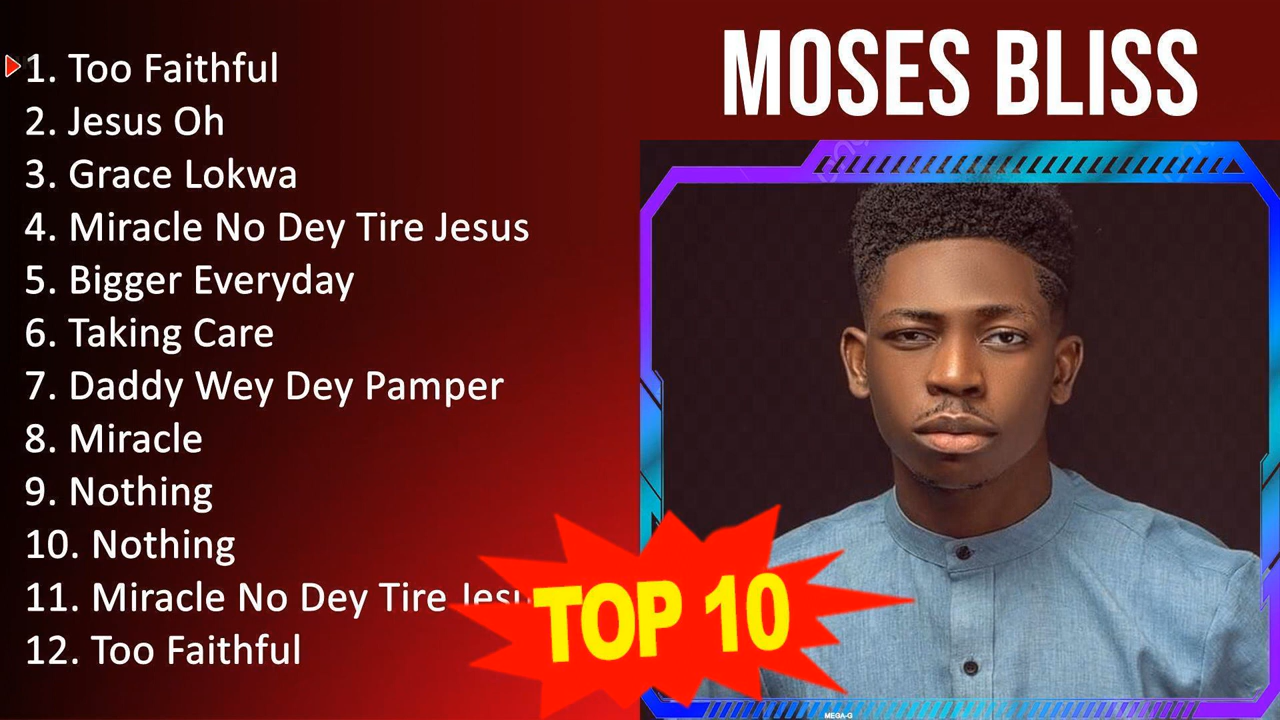 MOSES BLISS
1. Too Faithful
2. Jesus Oh
3. Grace Lokwa
4. Miracle No Dey Tire Jesus
5. Bigger Everyday
6. Taking Care
7. Daddy Wey Dey Pamper
8. Miracle
9. Nothing
10. Nothing
11. Miracle No Dey Tire
12. Too Faithful
TOP 10
MEGA-G